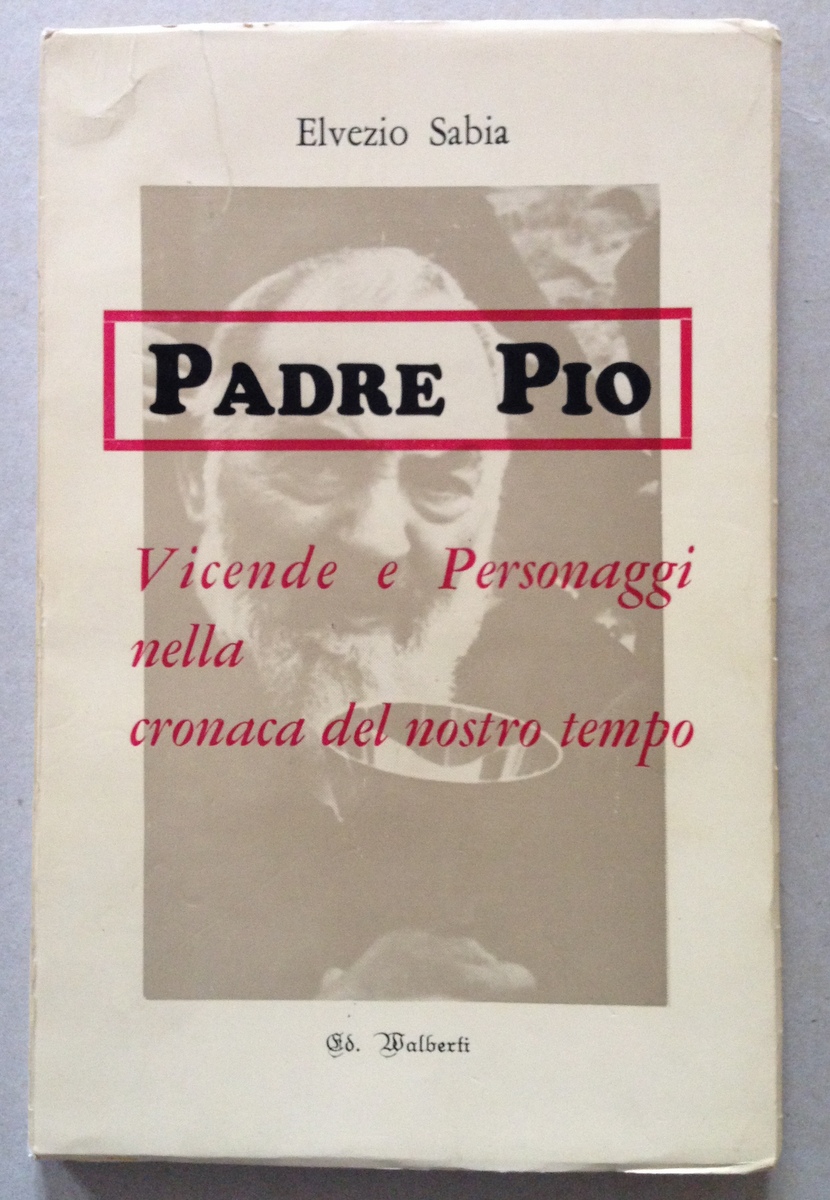 Elvezio Sabia
PADRE PIO
Vicende e Personaggi
nella
cronaca del nostro tempo
Ed. Walberti